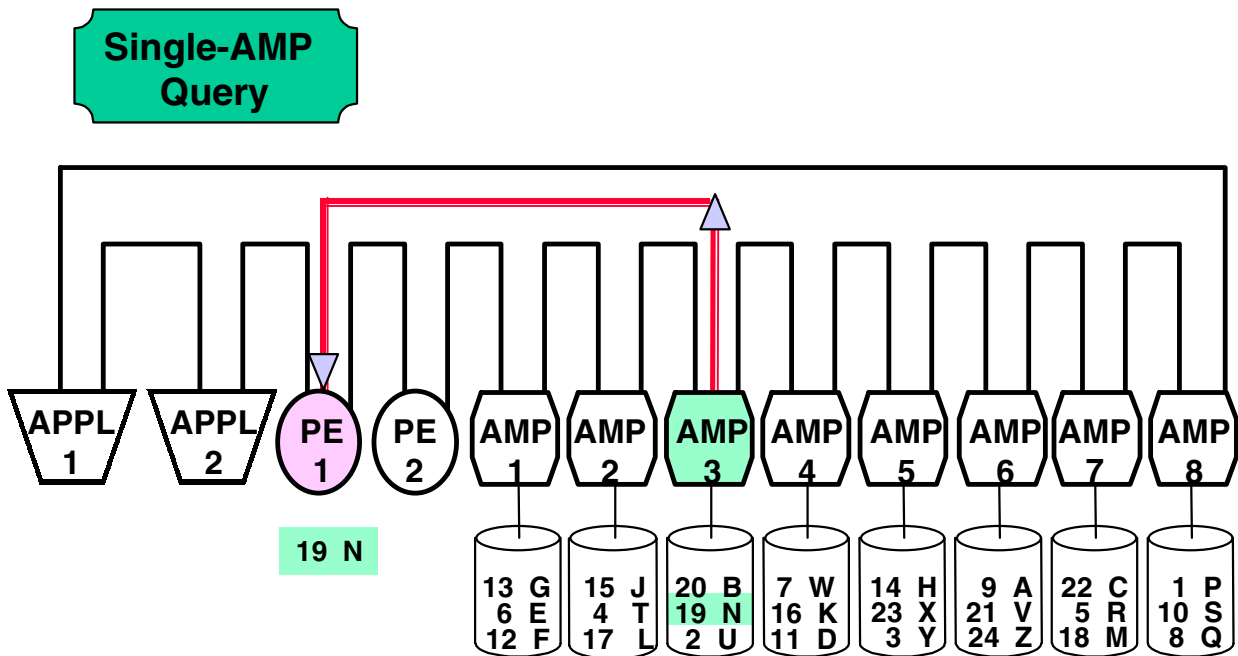 Single-AMP
Query
APPL APPL PE PE AMP AMP AMP AMP AMP AMP AMP AMP
1 2 1 2 1 2 3 4 5 6 7 8
19 N
13 G 15 J 20 B 7 W 14 H 9 A 22 C 1 P
6 E 4 T 19 N 16 K 23 X 21 V 5 R 10 S
12 F 17 L 2 U 11 D 3 Y 24 Z 18 M 8 Q